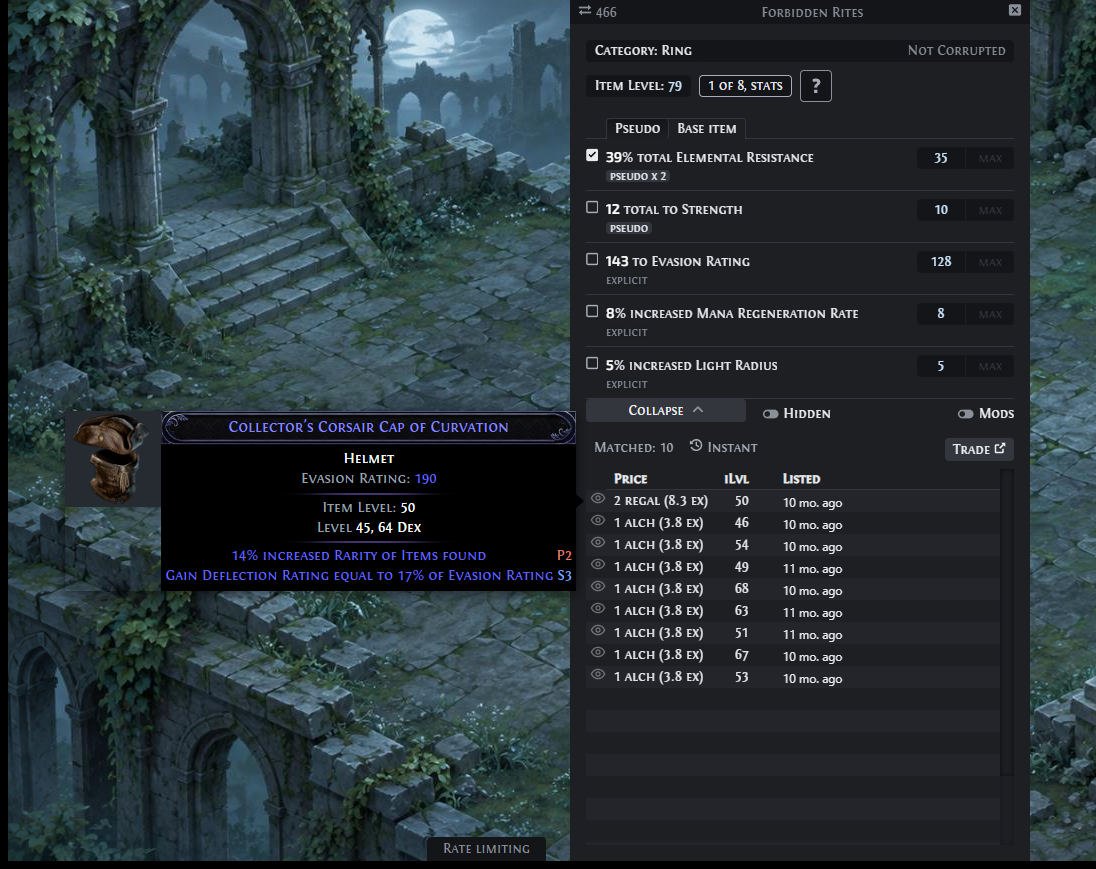 466
Forbidden Rites
Category: Ring
Not Corrupted
Item Level: 79
1 of 8, stats
?
Pseudo
Base item
39% total Elemental Resistance
35
MAX
PSEUDO X 2
12 total to Strength
10
MAX
PSEUDO
143 to Evasion Rating
128
MAX
EXPLICIT
8% increased Mana Regeneration Rate
8
MAX
EXPLICIT
5% increased Light Radius
5
MAX
EXPLICIT
Collapse
Hidden
Mods
Matched: 10
Instant
Trade
Price iLvl Listed
2 regal (8.3 ex) 50 10 mo. ago
1 alch (3.8 ex) 46 10 mo. ago
1 alch (3.8 ex) 54 10 mo. ago
1 alch (3.8 ex) 49 11 mo. ago
1 alch (3.8 ex) 68 10 mo. ago
1 alch (3.8 ex) 63 11 mo. ago
1 alch (3.8 ex) 51 11 mo. ago
1 alch (3.8 ex) 67 10 mo. ago
1 alch (3.8 ex) 53 10 mo. ago
Collector's Corsair Cap of Curvation
Helmet
Evasion Rating: 190
Item Level: 50
Level 45, 64 Dex
14% increased Rarity of Items found P2
Gain Deflection Rating equal to 17% of Evasion Rating S3
Rate limiting